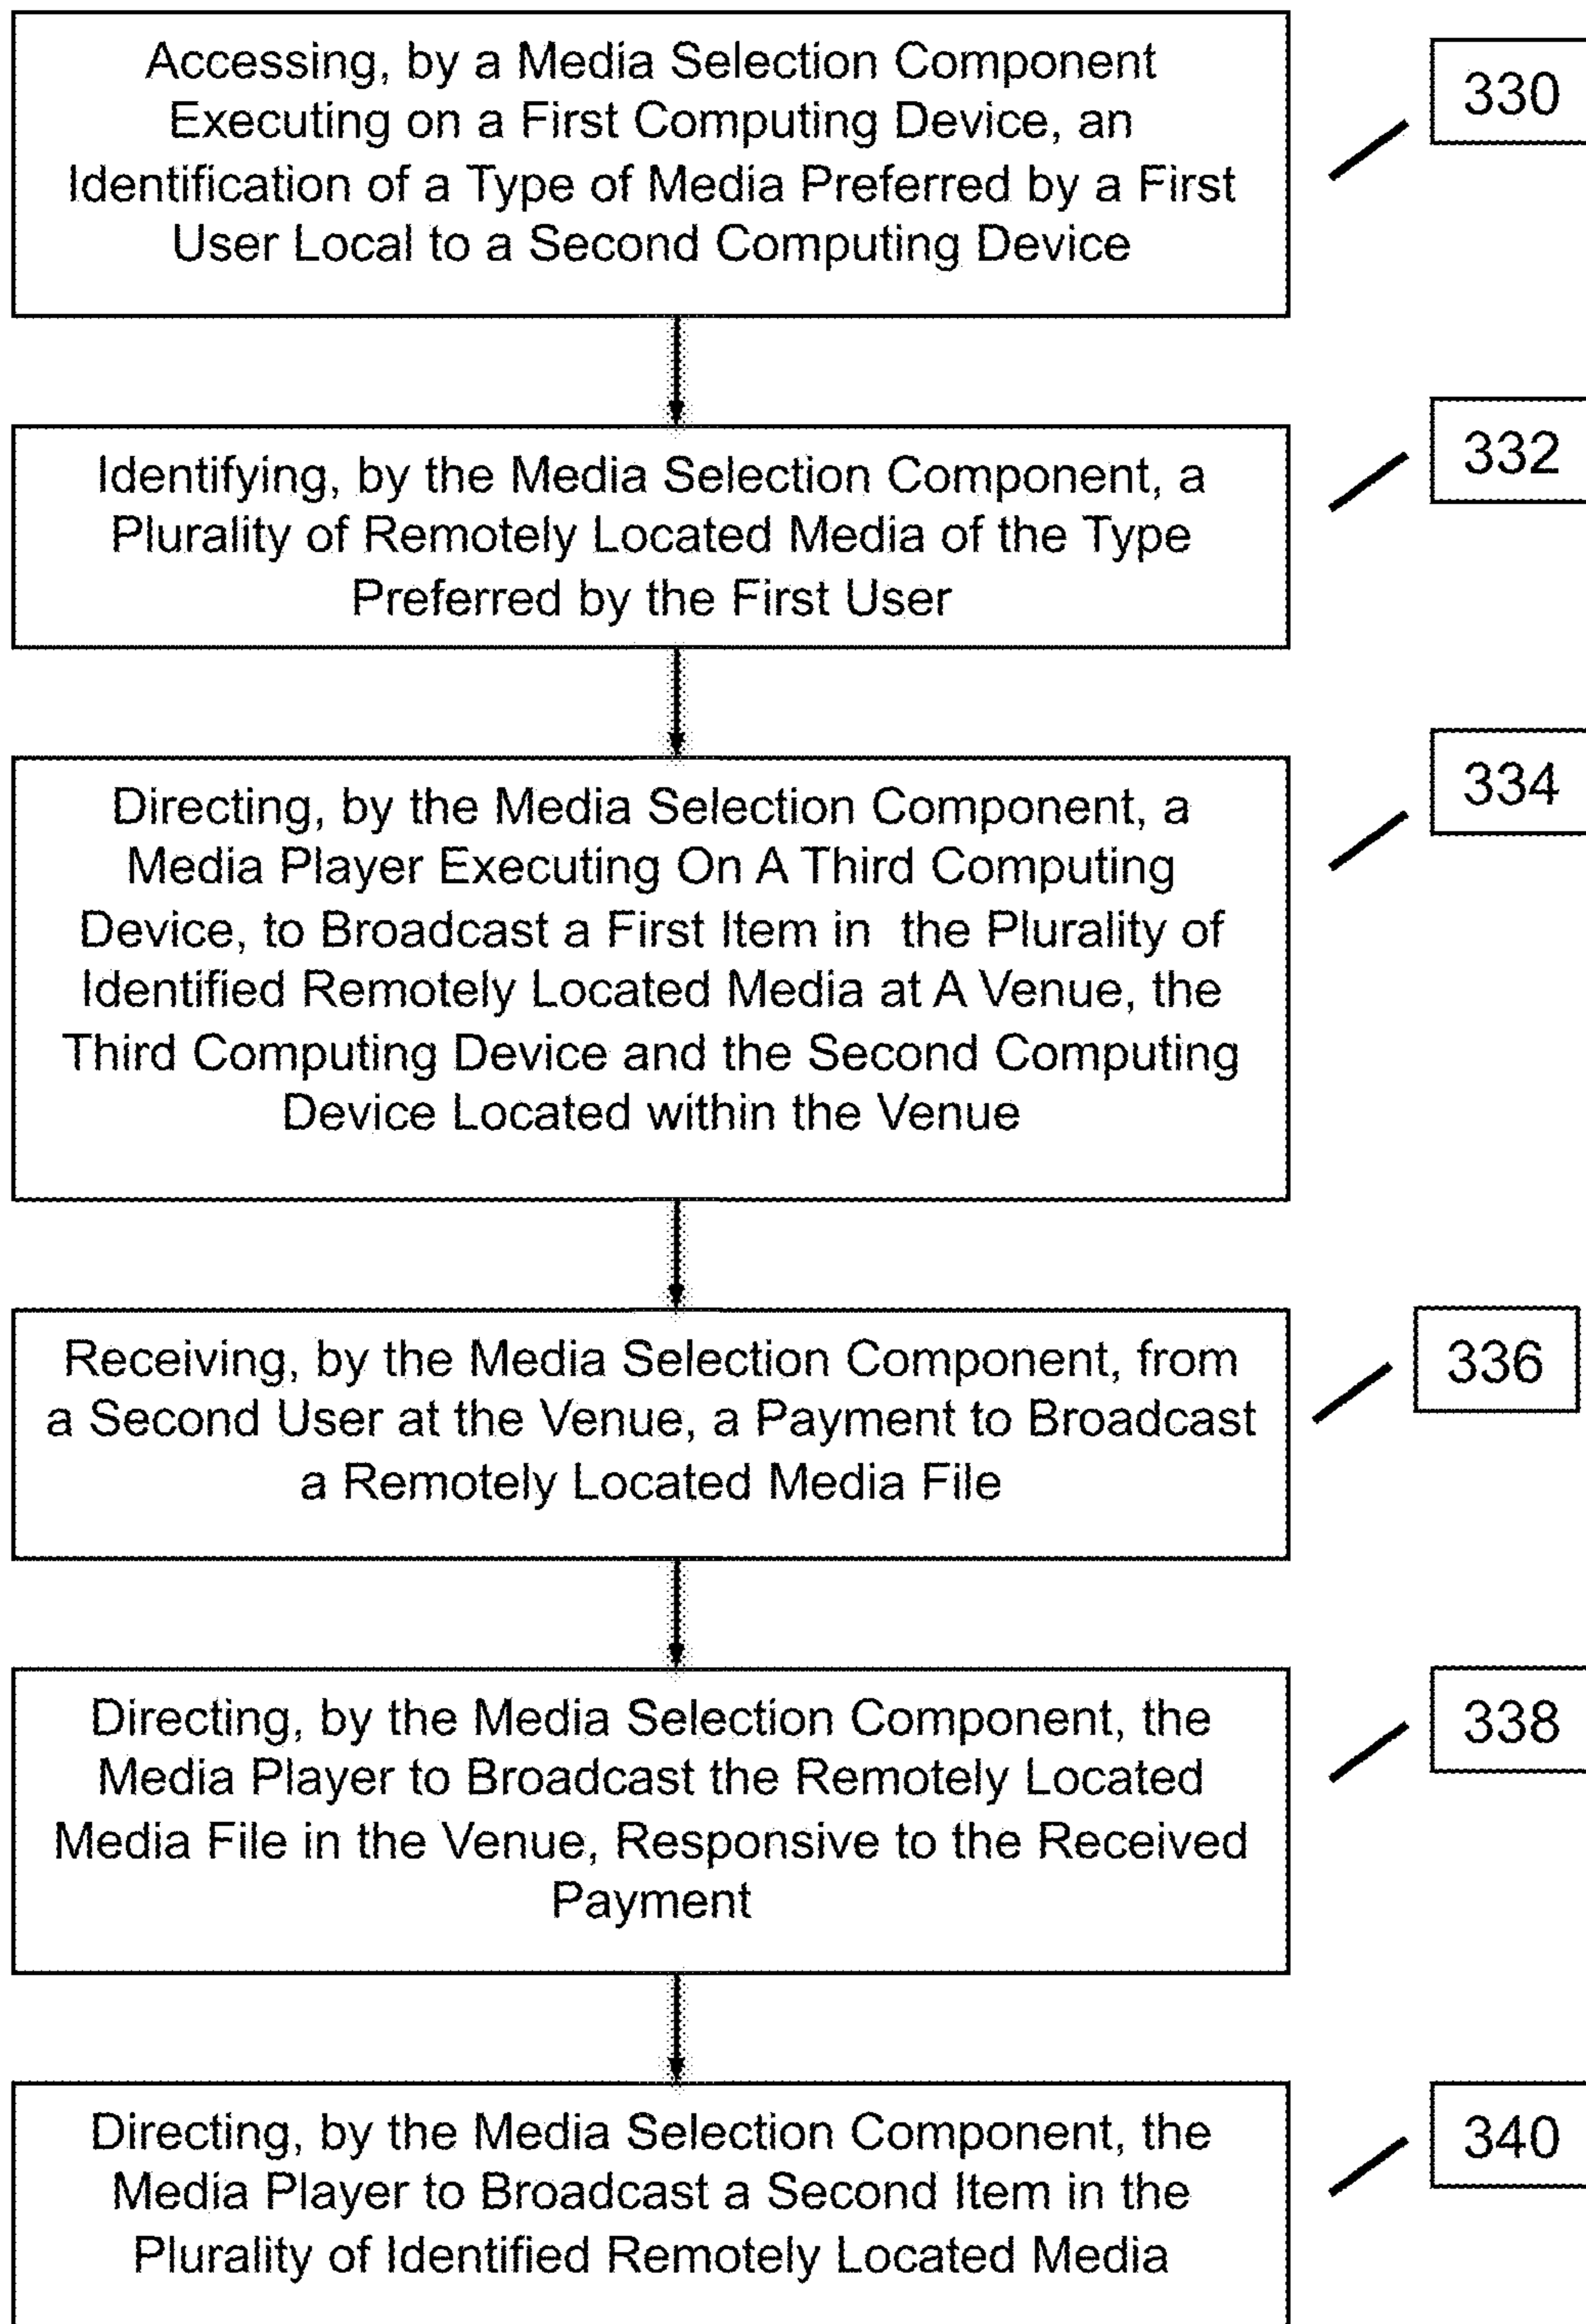 Accessing, by a Media Selection Component
Executing on a First Computing Device, an
Identification of a Type of Media Preferred by a First
User Local to a Second Computing Device
330
Identifying, by the Media Selection Component, a
Plurality of Remotely Located Media of the Type
Preferred by the First User
332
Directing, by the Media Selection Component, a
Media Player Executing On A Third Computing
Device, to Broadcast a First Item in the Plurality of
Identified Remotely Located Media at A Venue, the
Third Computing Device and the Second Computing
Device Located within the Venue
334
Receiving, by the Media Selection Component, from
a Second User at the Venue, a Payment to Broadcast
a Remotely Located Media File
336
Directing, by the Media Selection Component, the
Media Player to Broadcast the Remotely Located
Media File in the Venue, Responsive to the Received
Payment
338
Directing, by the Media Selection Component, the
Media Player to Broadcast a Second Item in the
Plurality of Identified Remotely Located Media
340